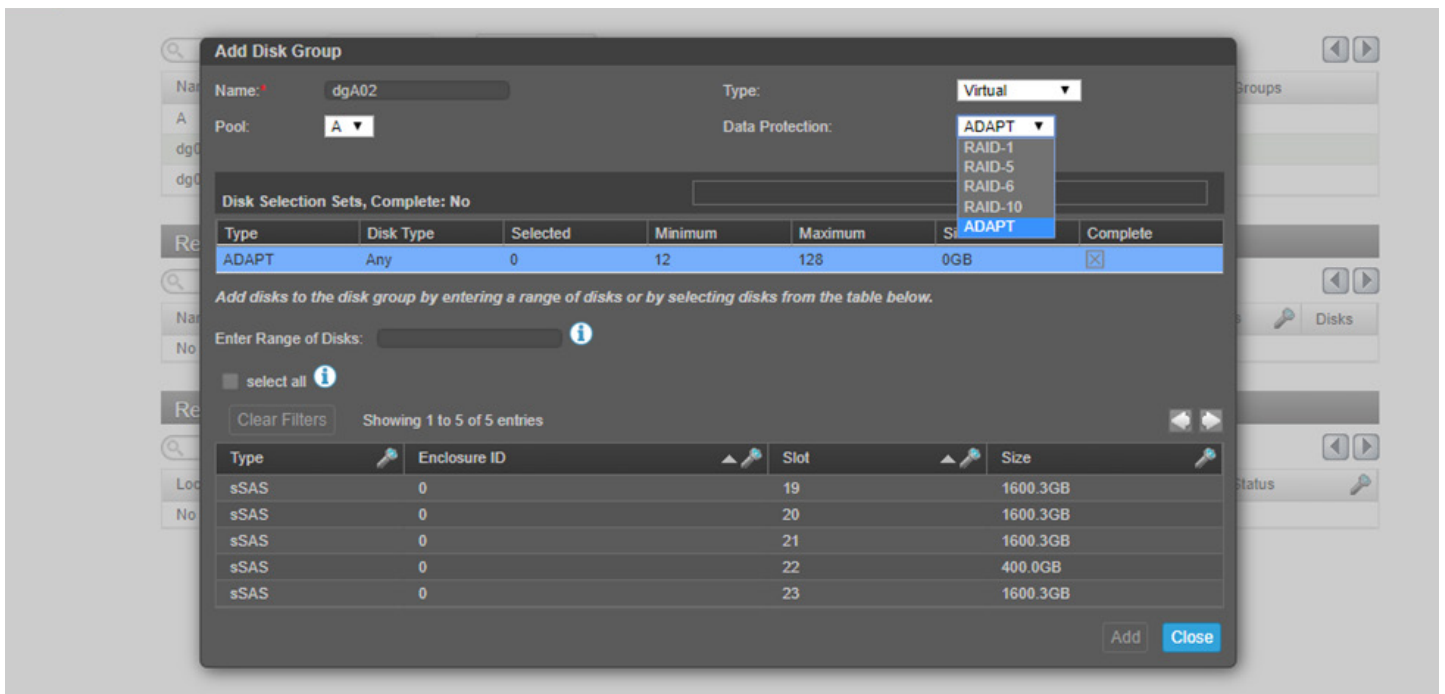 Add Disk Group
Name:* dgA02 Type: Virtual
Groups
A
Pool: A Data Protection: ADAPT
RAID-1
RAID-5
RAID-6
RAID-10
ADAPT
Disk Selection Sets, Complete: No
Type Disk Type Selected Minimum Maximum Complete
ADAPT Any 0 12 128 0GB
Add disks to the disk group by entering a range of disks or by selecting disks from the table below.
Disks
Enter Range of Disks:
No
select all
Clear Filters Showing 1 to 5 of 5 entries
Type Enclosure ID Slot Size
Status
sSAS 0 19 1600.3GB
No
sSAS 0 20 1600.3GB
sSAS 0 21 1600.3GB
sSAS 0 22 400.0GB
sSAS 0 23 1600.3GB
Add Close